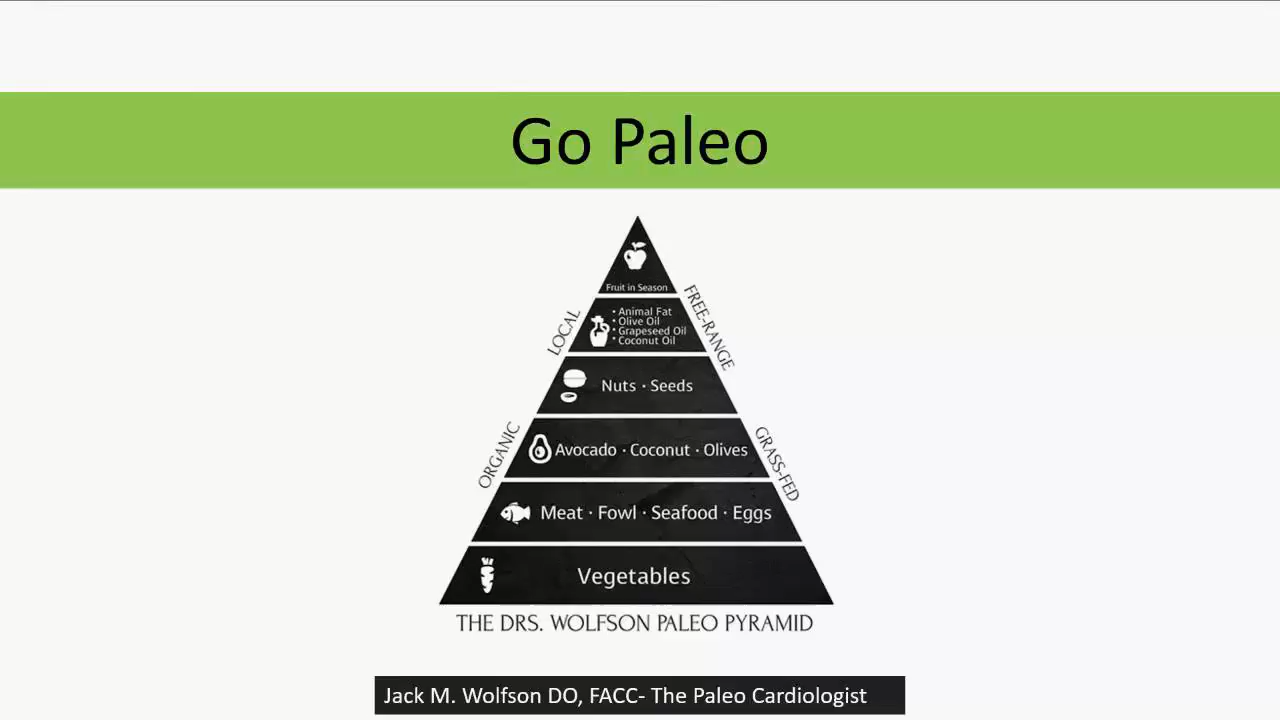 Go Paleo
Fruit in Season
• Animal Fat
• Olive Oil
• Grapeseed Oil
• Coconut Oil
LOCAL
FREE-RANGE
Nuts · Seeds
ORGANIC
Avocado · Coconut · Olives
GRASS-FED
Meat · Fowl · Seafood · Eggs
Vegetables
THE DRS. WOLFSON PALEO PYRAMID
Jack M. Wolfson DO, FACC- The Paleo Cardiologist